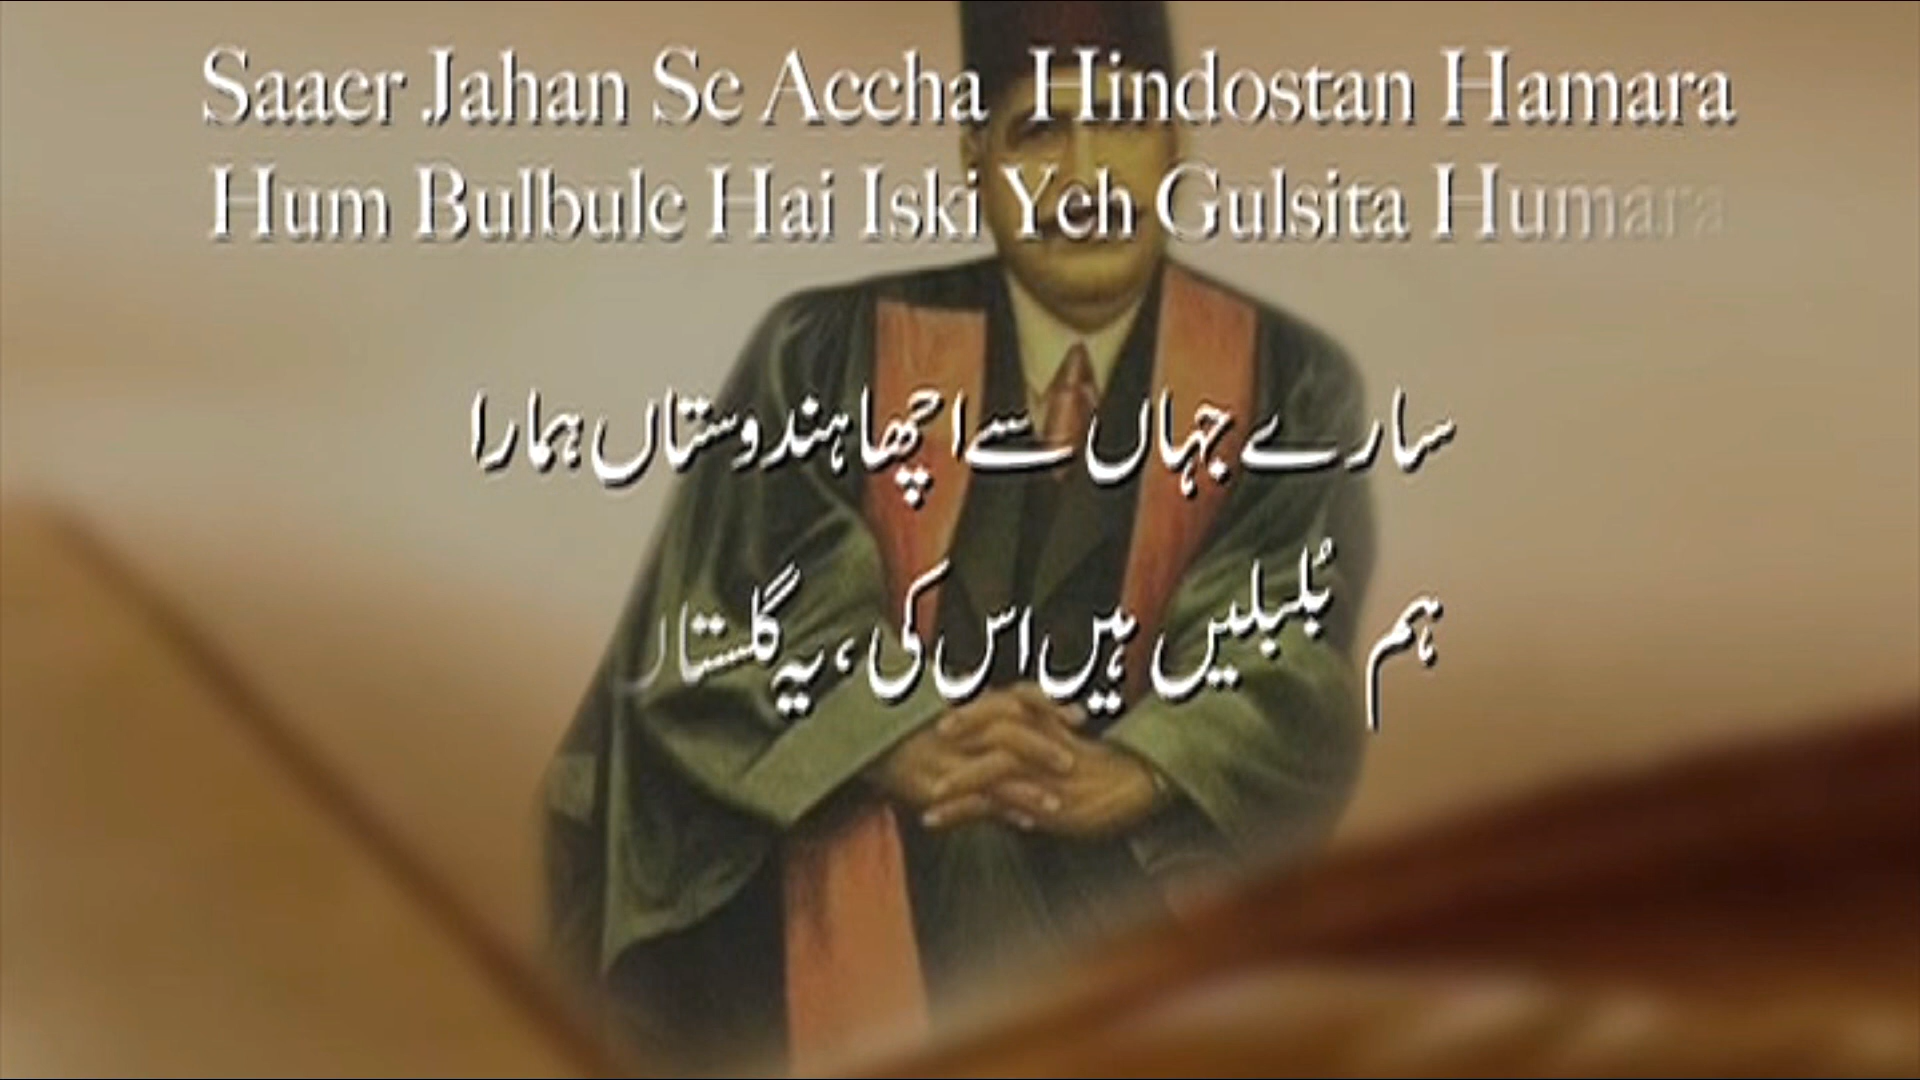 Saaer Jahan Se Accha Hindostan Hamara
Hum Bulbule Hai Iski Yeh Gulsita Humara
سارے جہاں سے اچھا ہندوستاں ہمارا
ہم بُلبلیں ہیں اس کی، یہ گلستاں